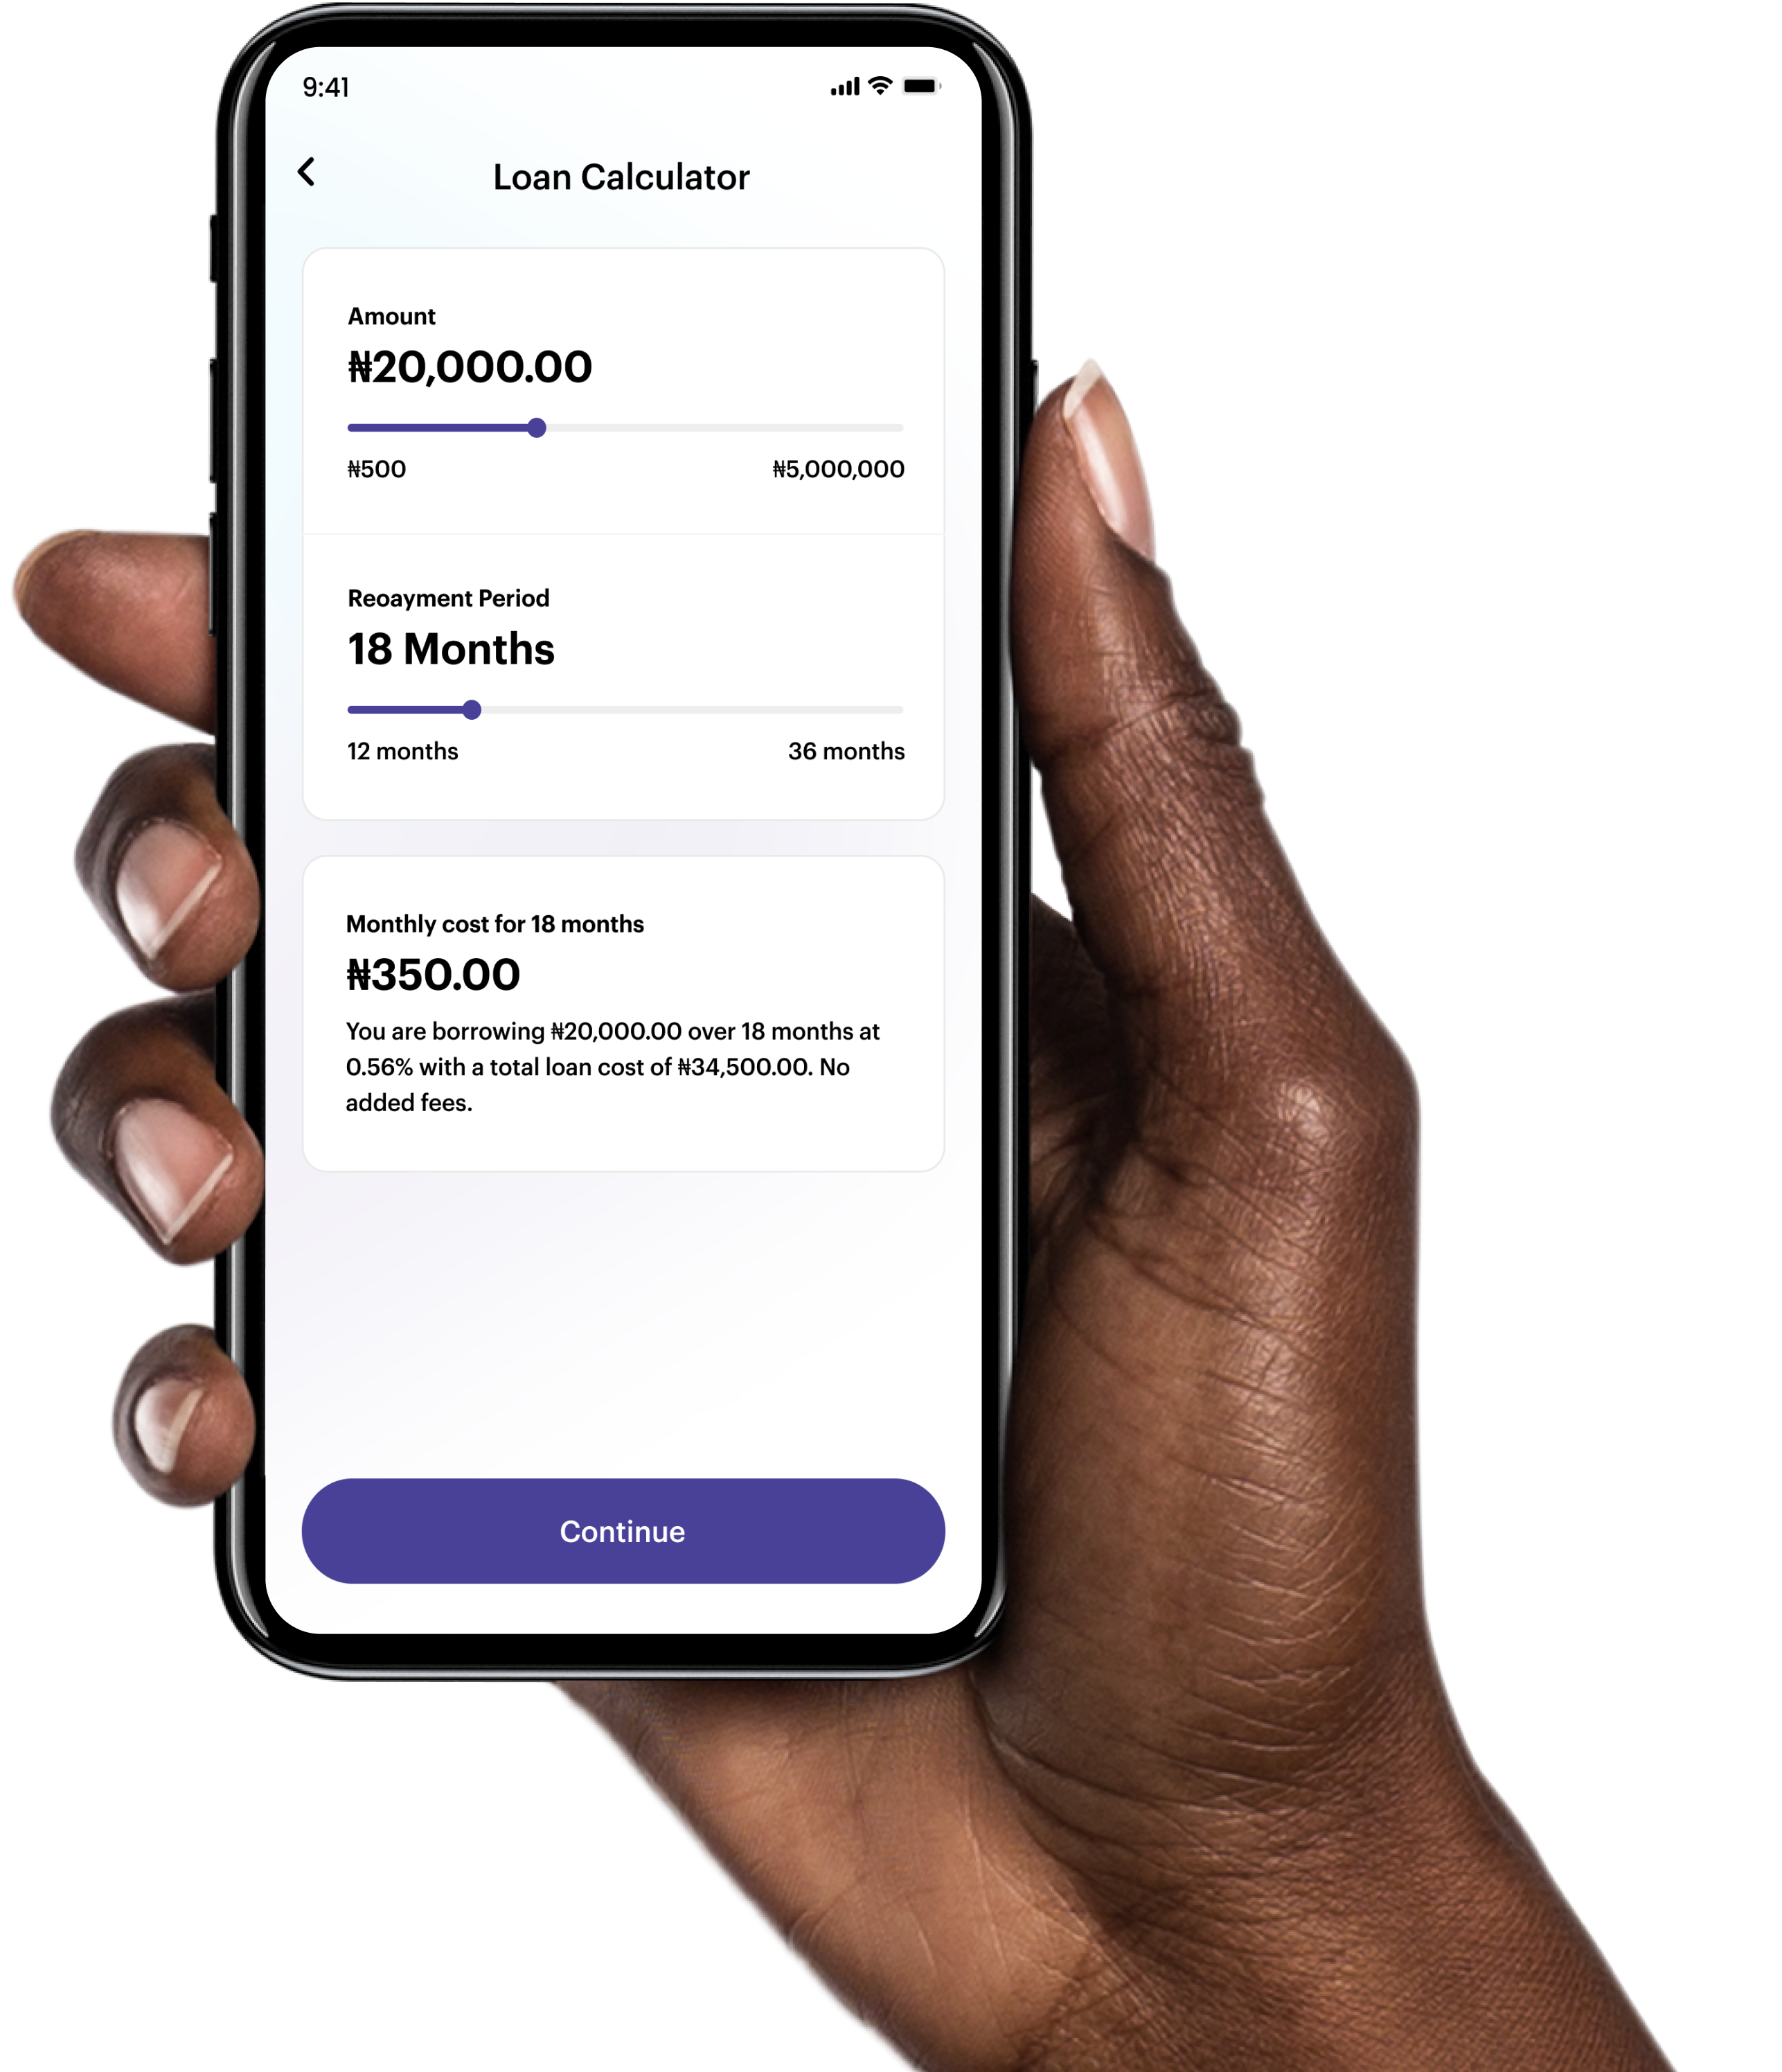 9:41
Loan Calculator
Amount
₦20,000.00
₦500 ₦5,000,000
Reoayment Period
18 Months
12 months 36 months
Monthly cost for 18 months
₦350.00
You are borrowing ₦20,000.00 over 18 months at
0.56% with a total loan cost of ₦34,500.00. No
added fees.
Continue